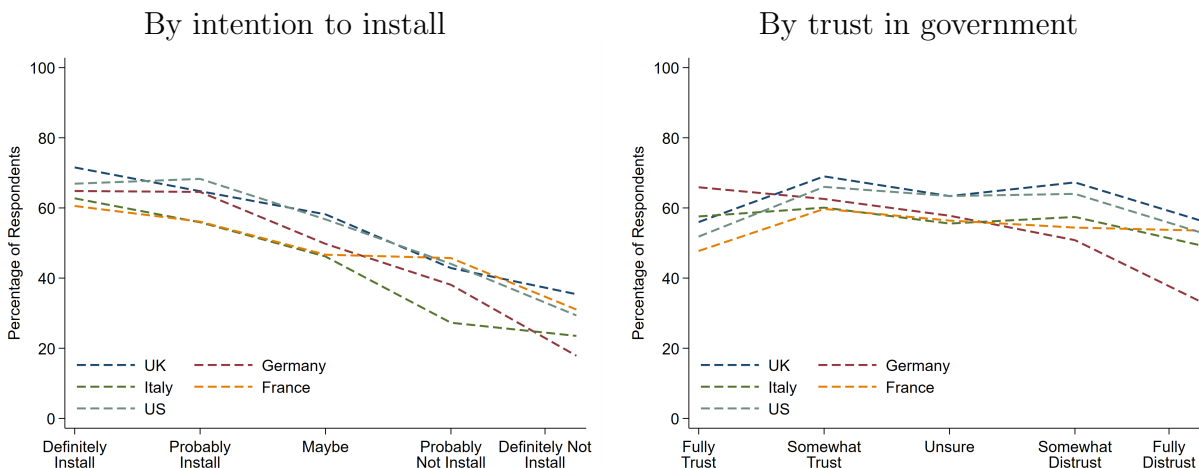 By intention to install
Percentage of Respondents
100
80
60
40
20
0
UK
Germany
Italy
France
US
Definitely
Install
Probably
Install
Maybe
Probably
Not Install
Definitely Not
Install
By trust in government
Percentage of Respondents
100
80
60
40
20
0
UK
Germany
Italy
France
US
Fully
Trust
Somewhat
Trust
Unsure
Somewhat
Distrust
Fully
Distrust